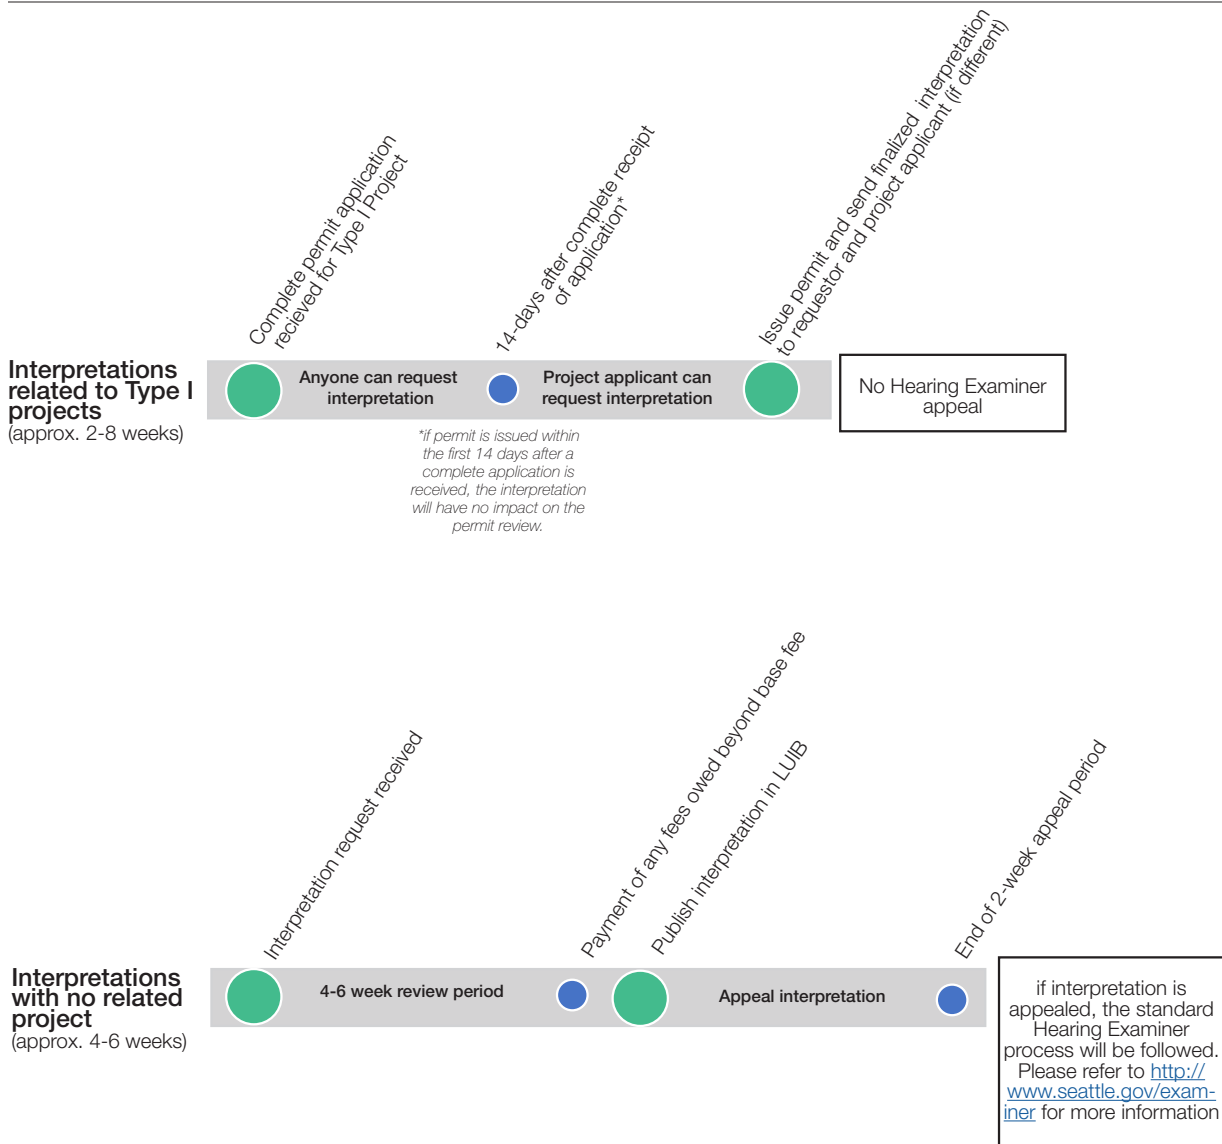 Complete permit application
recieved for Type I Project
14-days after complete receipt
of application*
Issue permit and send finalized interpretation
to requestor and project applicant (if different)
Interpretations
related to Type I
projects
(approx. 2-8 weeks)
Anyone can request
interpretation
Project applicant can
request interpretation
No Hearing Examiner
appeal
*if permit is issued within
the first 14 days after a
complete application is
received, the interpretation
will have no impact on the
permit review.
Interpretation request received
Payment of any fees owed beyond base fee
Publish interpretation in LUIB
End of 2-week appeal period
Interpretations
with no related
project
(approx. 4-6 weeks)
4-6 week review period
Appeal interpretation
if interpretation is
appealed, the standard
Hearing Examiner
process will be followed.
Please refer to http://
www.seattle.gov/exam-
iner for more information